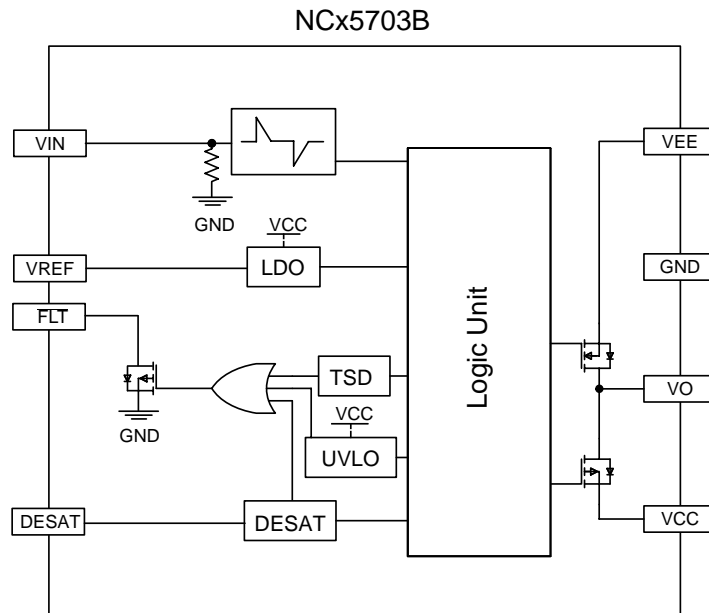 NCx5703B
VIN
VEE
GND
VCC
VREF
LDO
GND
FLT
Logic Unit
TSD
VCC
VO
GND
UVLO
DESAT
DESAT
VCC